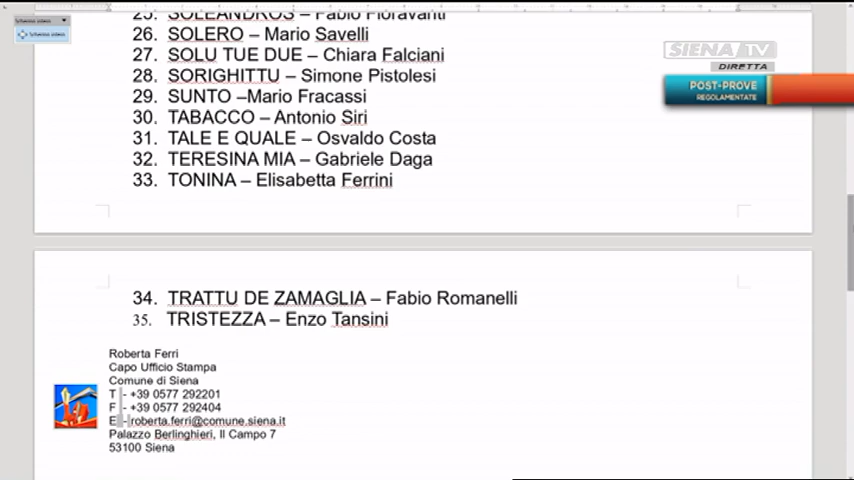 Schermo intero
Schermo intero
25. SOLEANDROS – Fabio Fioravanti
26. SOLERO – Mario Savelli
27. SOLU TUE DUE – Chiara Falciani
28. SORIGHITTU – Simone Pistolesi
29. SUNTO –Mario Fracassi
30. TABACCO – Antonio Siri
31. TALE E QUALE – Osvaldo Costa
32. TERESINA MIA – Gabriele Daga
33. TONINA – Elisabetta Ferrini
SIENA TV
DIRETTA
POST-PROVE
REGOLAMENTATE
34. TRATTU DE ZAMAGLIA – Fabio Romanelli
35. TRISTEZZA – Enzo Tansini
Roberta Ferri
Capo Ufficio Stampa
Comune di Siena
T - +39 0577 292201
F - +39 0577 292404
E - roberta.ferri@comune.siena.it
Palazzo Berlinghieri, Il Campo 7
53100 Siena